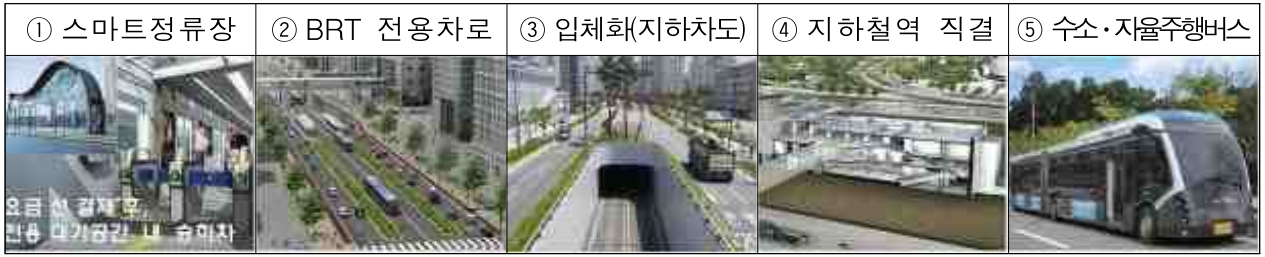 ① 스마트정류장
② BRT 전용차로
③ 입체화(지하차도)
④ 지하철역 직결
⑤ 수소·자율주행버스
요금 선 결제 후,
전용 대기공간 내 승하차